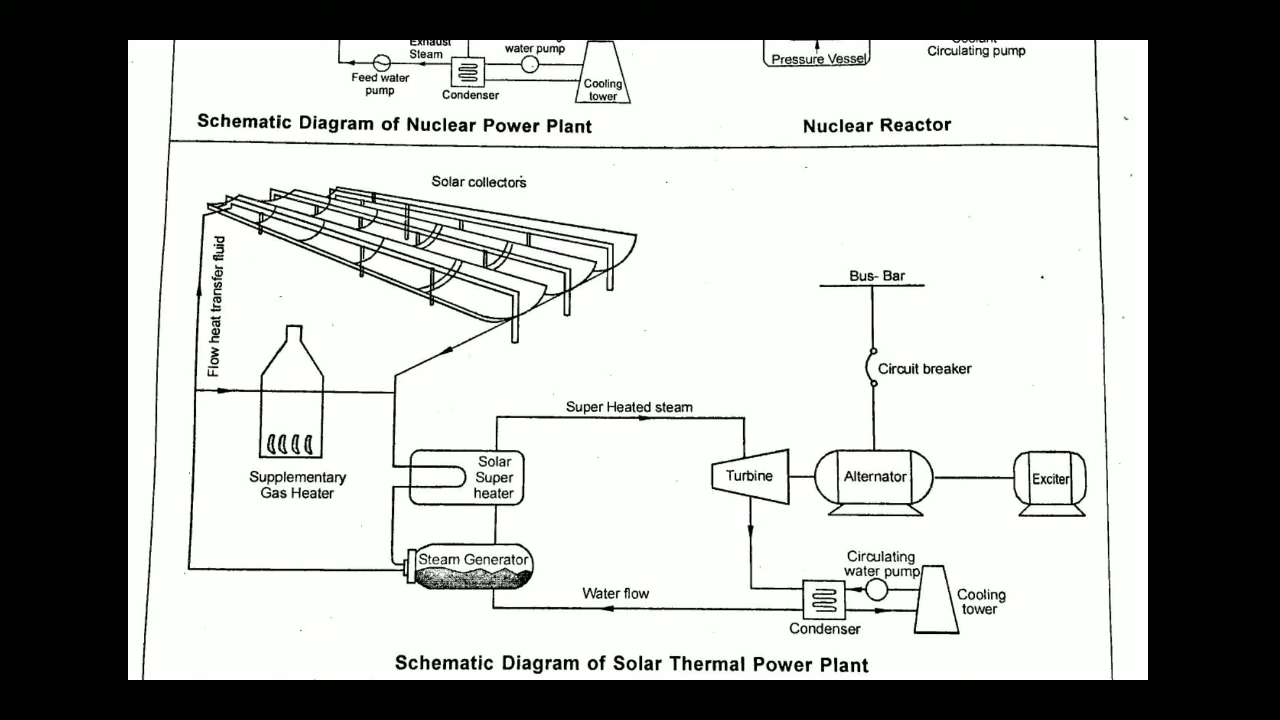 Exhaust
Steam
water pump
Feed water
pump
Condenser
Cooling
tower
Pressure Vessel
Circulating pump
Schematic Diagram of Nuclear Power Plant
Nuclear Reactor
Solar collectors
Flow heat transfer fluid
Bus- Bar
Circuit breaker
Super Heated steam
Supplementary
Gas Heater
Solar
Super
heater
Turbine
Alternator
Exciter
Steam Generator
Circulating
water pump
Water flow
Cooling
tower
Condenser
Schematic Diagram of Solar Thermal Power Plant